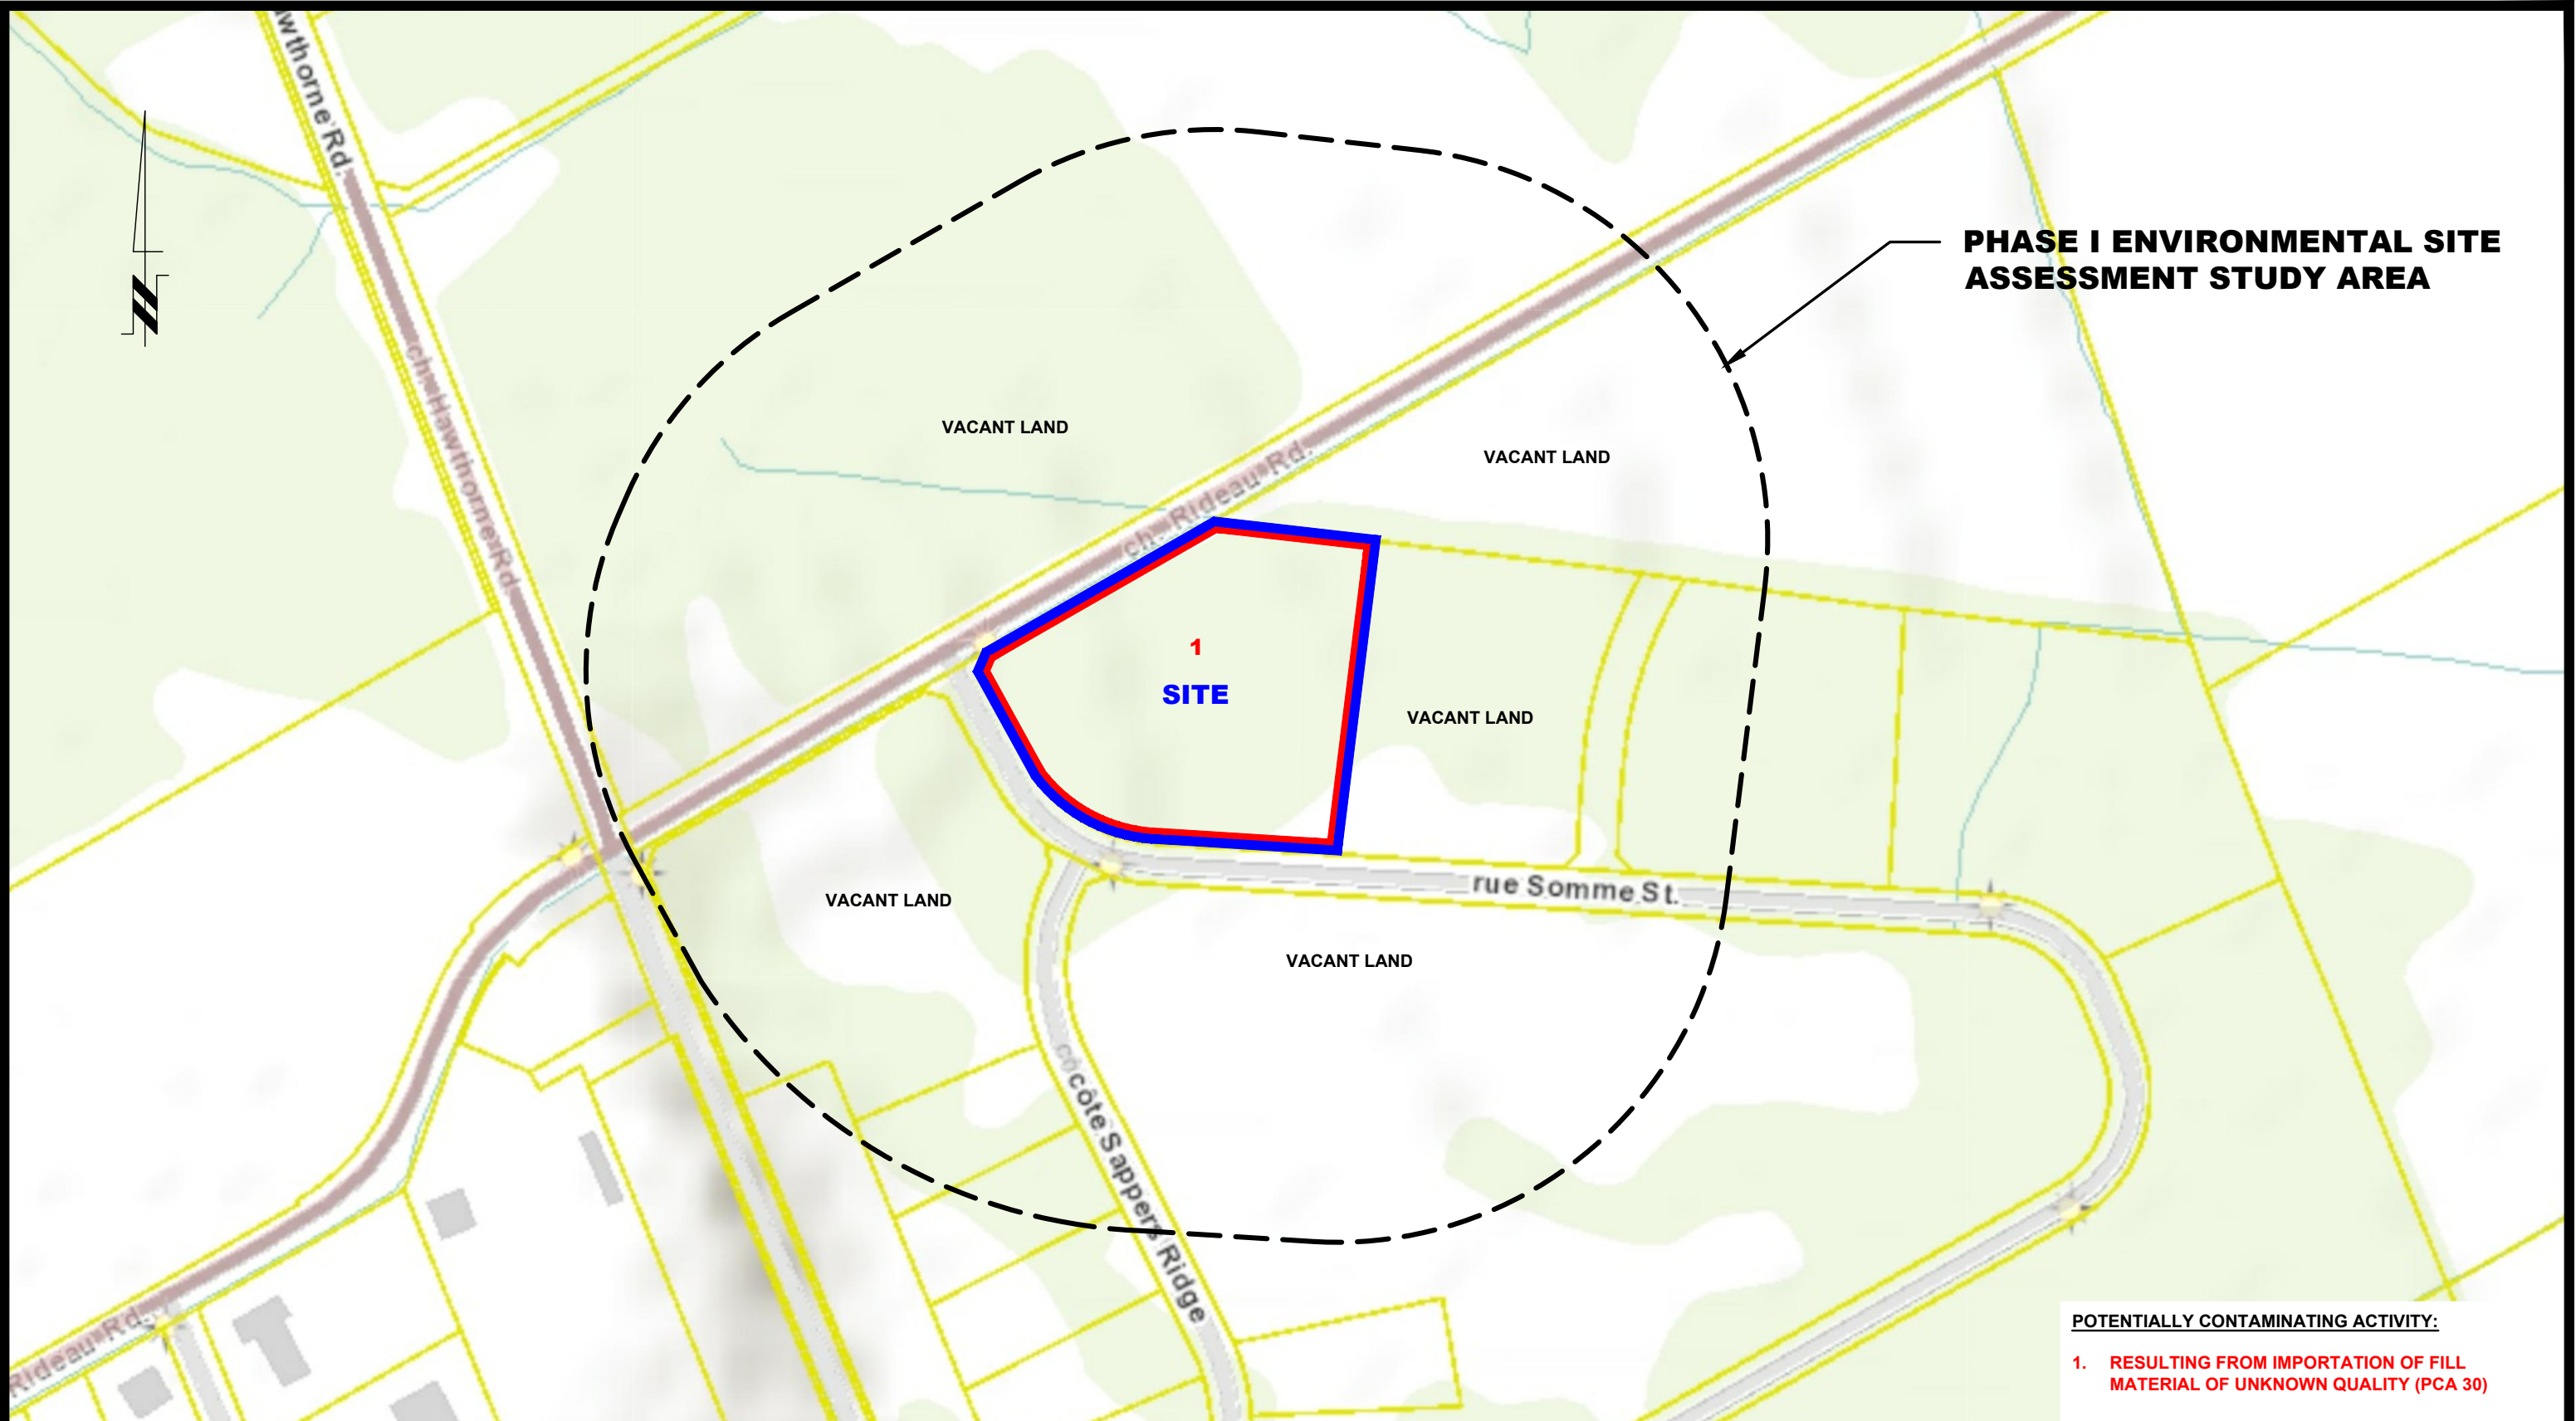 wthorne Rd.
PHASE I ENVIRONMENTAL SITE
ASSESSMENT STUDY AREA
ch. Hawthorne Rd.
VACANT LAND
VACANT LAND
ch. Rideau Rd.
1
SITE
VACANT LAND
rue Somme St.
VACANT LAND
VACANT LAND
côte Sappers Ridge
Rideau Rd.
POTENTIALLY CONTAMINATING ACTIVITY:
1. RESULTING FROM IMPORTATION OF FILL
MATERIAL OF UNKNOWN QUALITY (PCA 30)